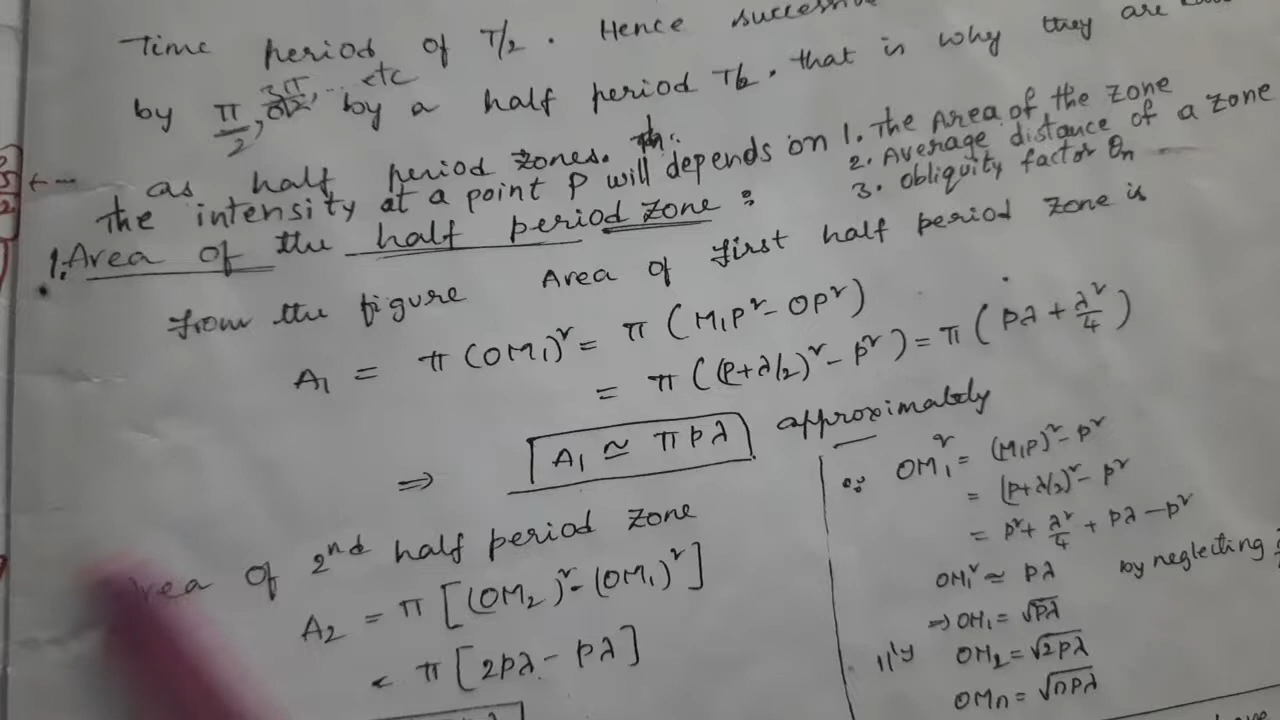 Time period of T/2. Hence successive
by π/2, 3π/2, ... etc by a half period T/2. that is why they are
as half period zones.
The intensity at a point P will depends on 1. The Area of the zone
2. Average distance of a zone
3. Obliquity factor θn
1. Area of the half period zone :
From the figure Area of first half period zone is
A₁ = π(OM₁)² = π(M₁P² - OP²)
= π((P+λ/2)² - P²) = π(pλ + λ²/4)
⇒ A₁ ≃ πpλ approximately
Area of 2nd half period zone
A₂ = π[(OM₂)² - (OM₁)²]
= π[2pλ - pλ]
∵ OM₁² = (M₁P)² - P²
= (P+λ/2)² - P²
= P² + λ²/4 + pλ - P²
OM₁² ≃ pλ by neglecting
⇒ OM₁ = √pλ
lllly OM₂ = √2pλ
OMn = √npλ